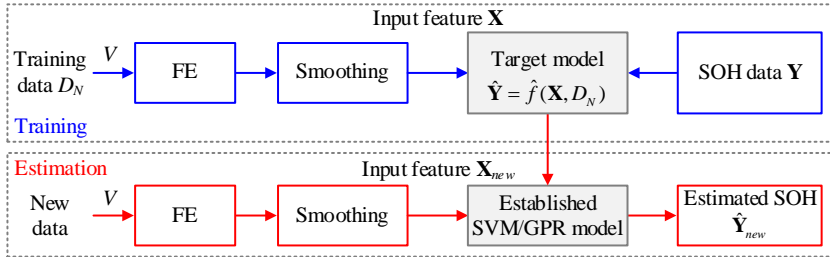 Input feature X
Training data D_N
V
FE
Smoothing
Target model
Ŷ = f̂(X, D_N)
SOH data Y
Training
Estimation
Input feature X_new
New data
V
FE
Smoothing
Established SVM/GPR model
Estimated SOH
Ŷ_new